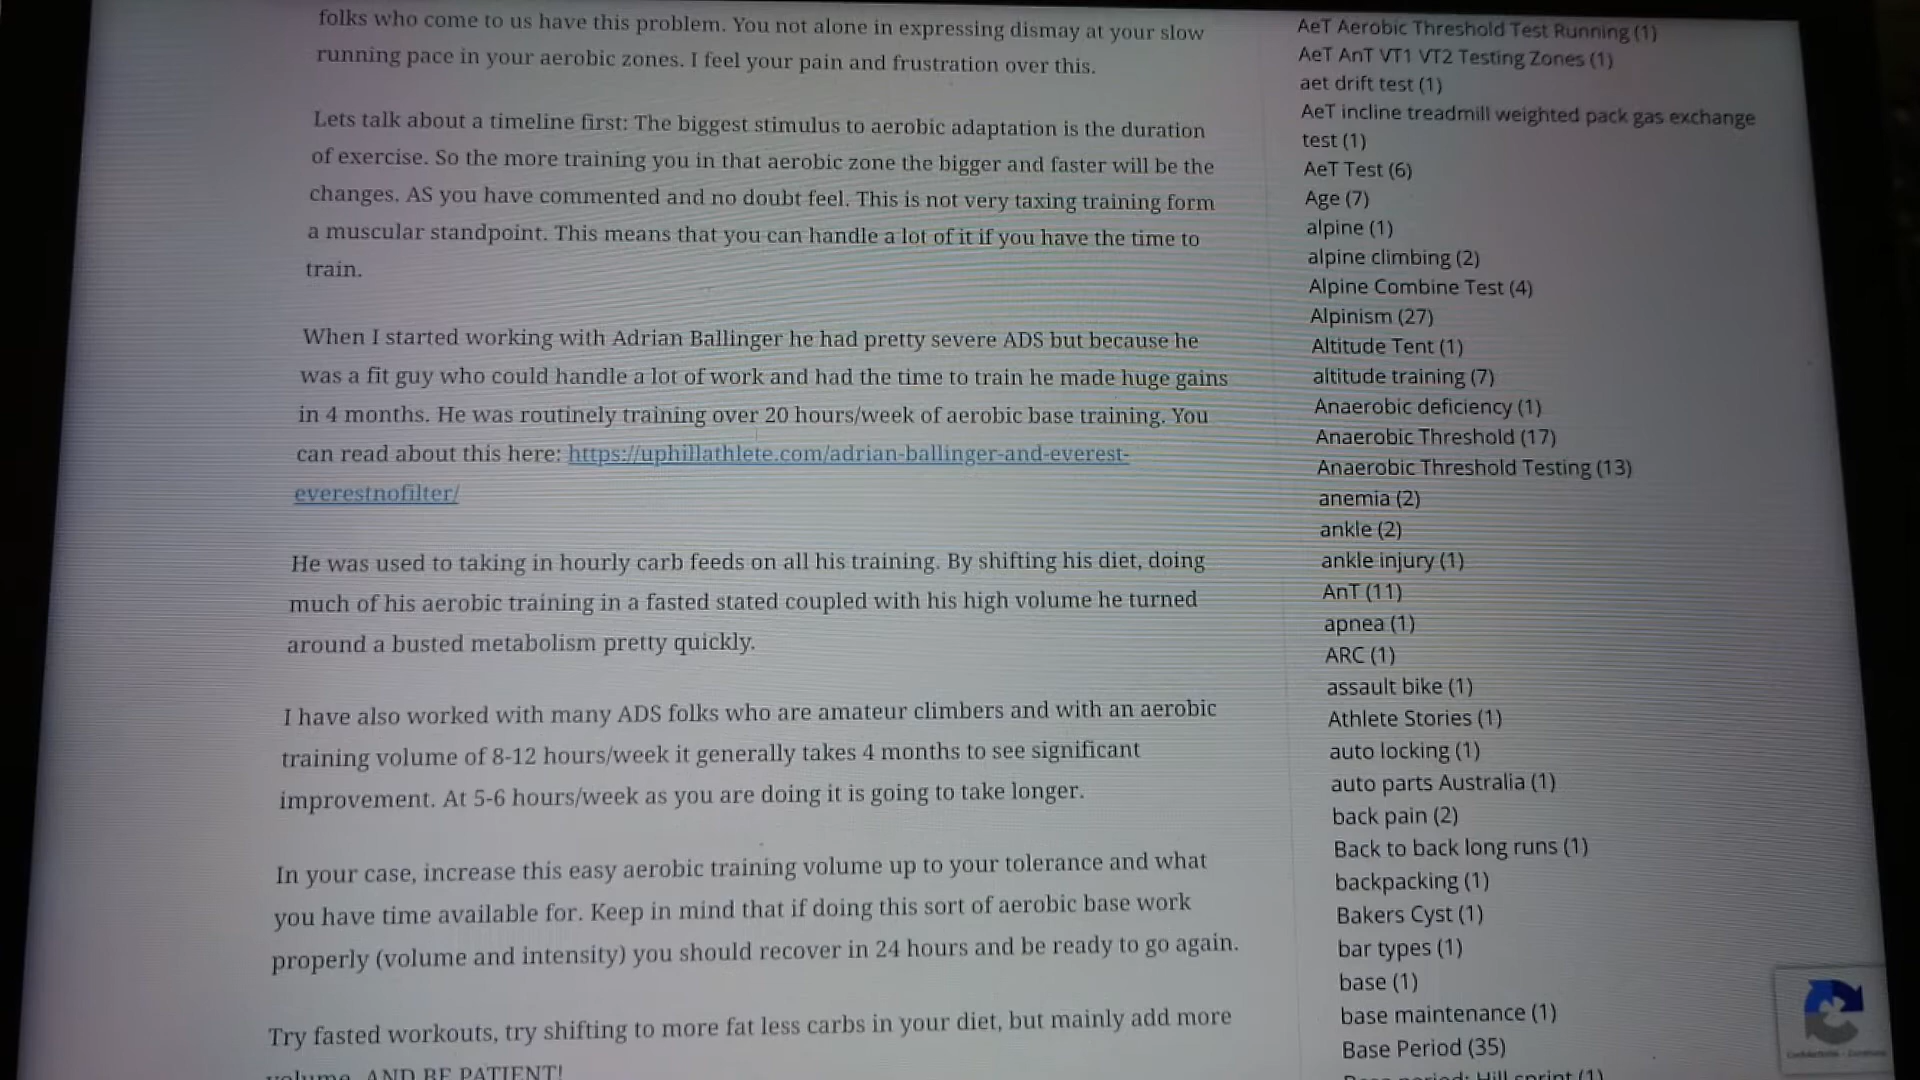 folks who come to us have this problem. You not alone in expressing dismay at your slow
running pace in your aerobic zones. I feel your pain and frustration over this.
Lets talk about a timeline first: The biggest stimulus to aerobic adaptation is the duration
of exercise. So the more training you in that aerobic zone the bigger and faster will be the
changes. AS you have commented and no doubt feel. This is not very taxing training form
a muscular standpoint. This means that you can handle a lot of it if you have the time to
train.
When I started working with Adrian Ballinger he had pretty severe ADS but because he
was a fit guy who could handle a lot of work and had the time to train he made huge gains
in 4 months. He was routinely training over 20 hours/week of aerobic base training. You
can read about this here: https://uphillathlete.com/adrian-ballinger-and-everest-
everestnofilter/
He was used to taking in hourly carb feeds on all his training. By shifting his diet, doing
much of his aerobic training in a fasted stated coupled with his high volume he turned
around a busted metabolism pretty quickly.
I have also worked with many ADS folks who are amateur climbers and with an aerobic
training volume of 8-12 hours/week it generally takes 4 months to see significant
improvement. At 5-6 hours/week as you are doing it is going to take longer.
In your case, increase this easy aerobic training volume up to your tolerance and what
you have time available for. Keep in mind that if doing this sort of aerobic base work
properly (volume and intensity) you should recover in 24 hours and be ready to go again.
Try fasted workouts, try shifting to more fat less carbs in your diet, but mainly add more
volume. AND BE PATIENT!
AeT Aerobic Threshold Test Running (1)
AeT AnT VT1 VT2 Testing Zones (1)
aet drift test (1)
AeT incline treadmill weighted pack gas exchange
test (1)
AeT Test (6)
Age (7)
alpine (1)
alpine climbing (2)
Alpine Combine Test (4)
Alpinism (27)
Altitude Tent (1)
altitude training (7)
Anaerobic deficiency (1)
Anaerobic Threshold (17)
Anaerobic Threshold Testing (13)
anemia (2)
ankle (2)
ankle injury (1)
AnT (11)
apnea (1)
ARC (1)
assault bike (1)
Athlete Stories (1)
auto locking (1)
auto parts Australia (1)
back pain (2)
Back to back long runs (1)
backpacking (1)
Bakers Cyst (1)
bar types (1)
base (1)
base maintenance (1)
Base Period (35)
Base period: Hill sprint (1)